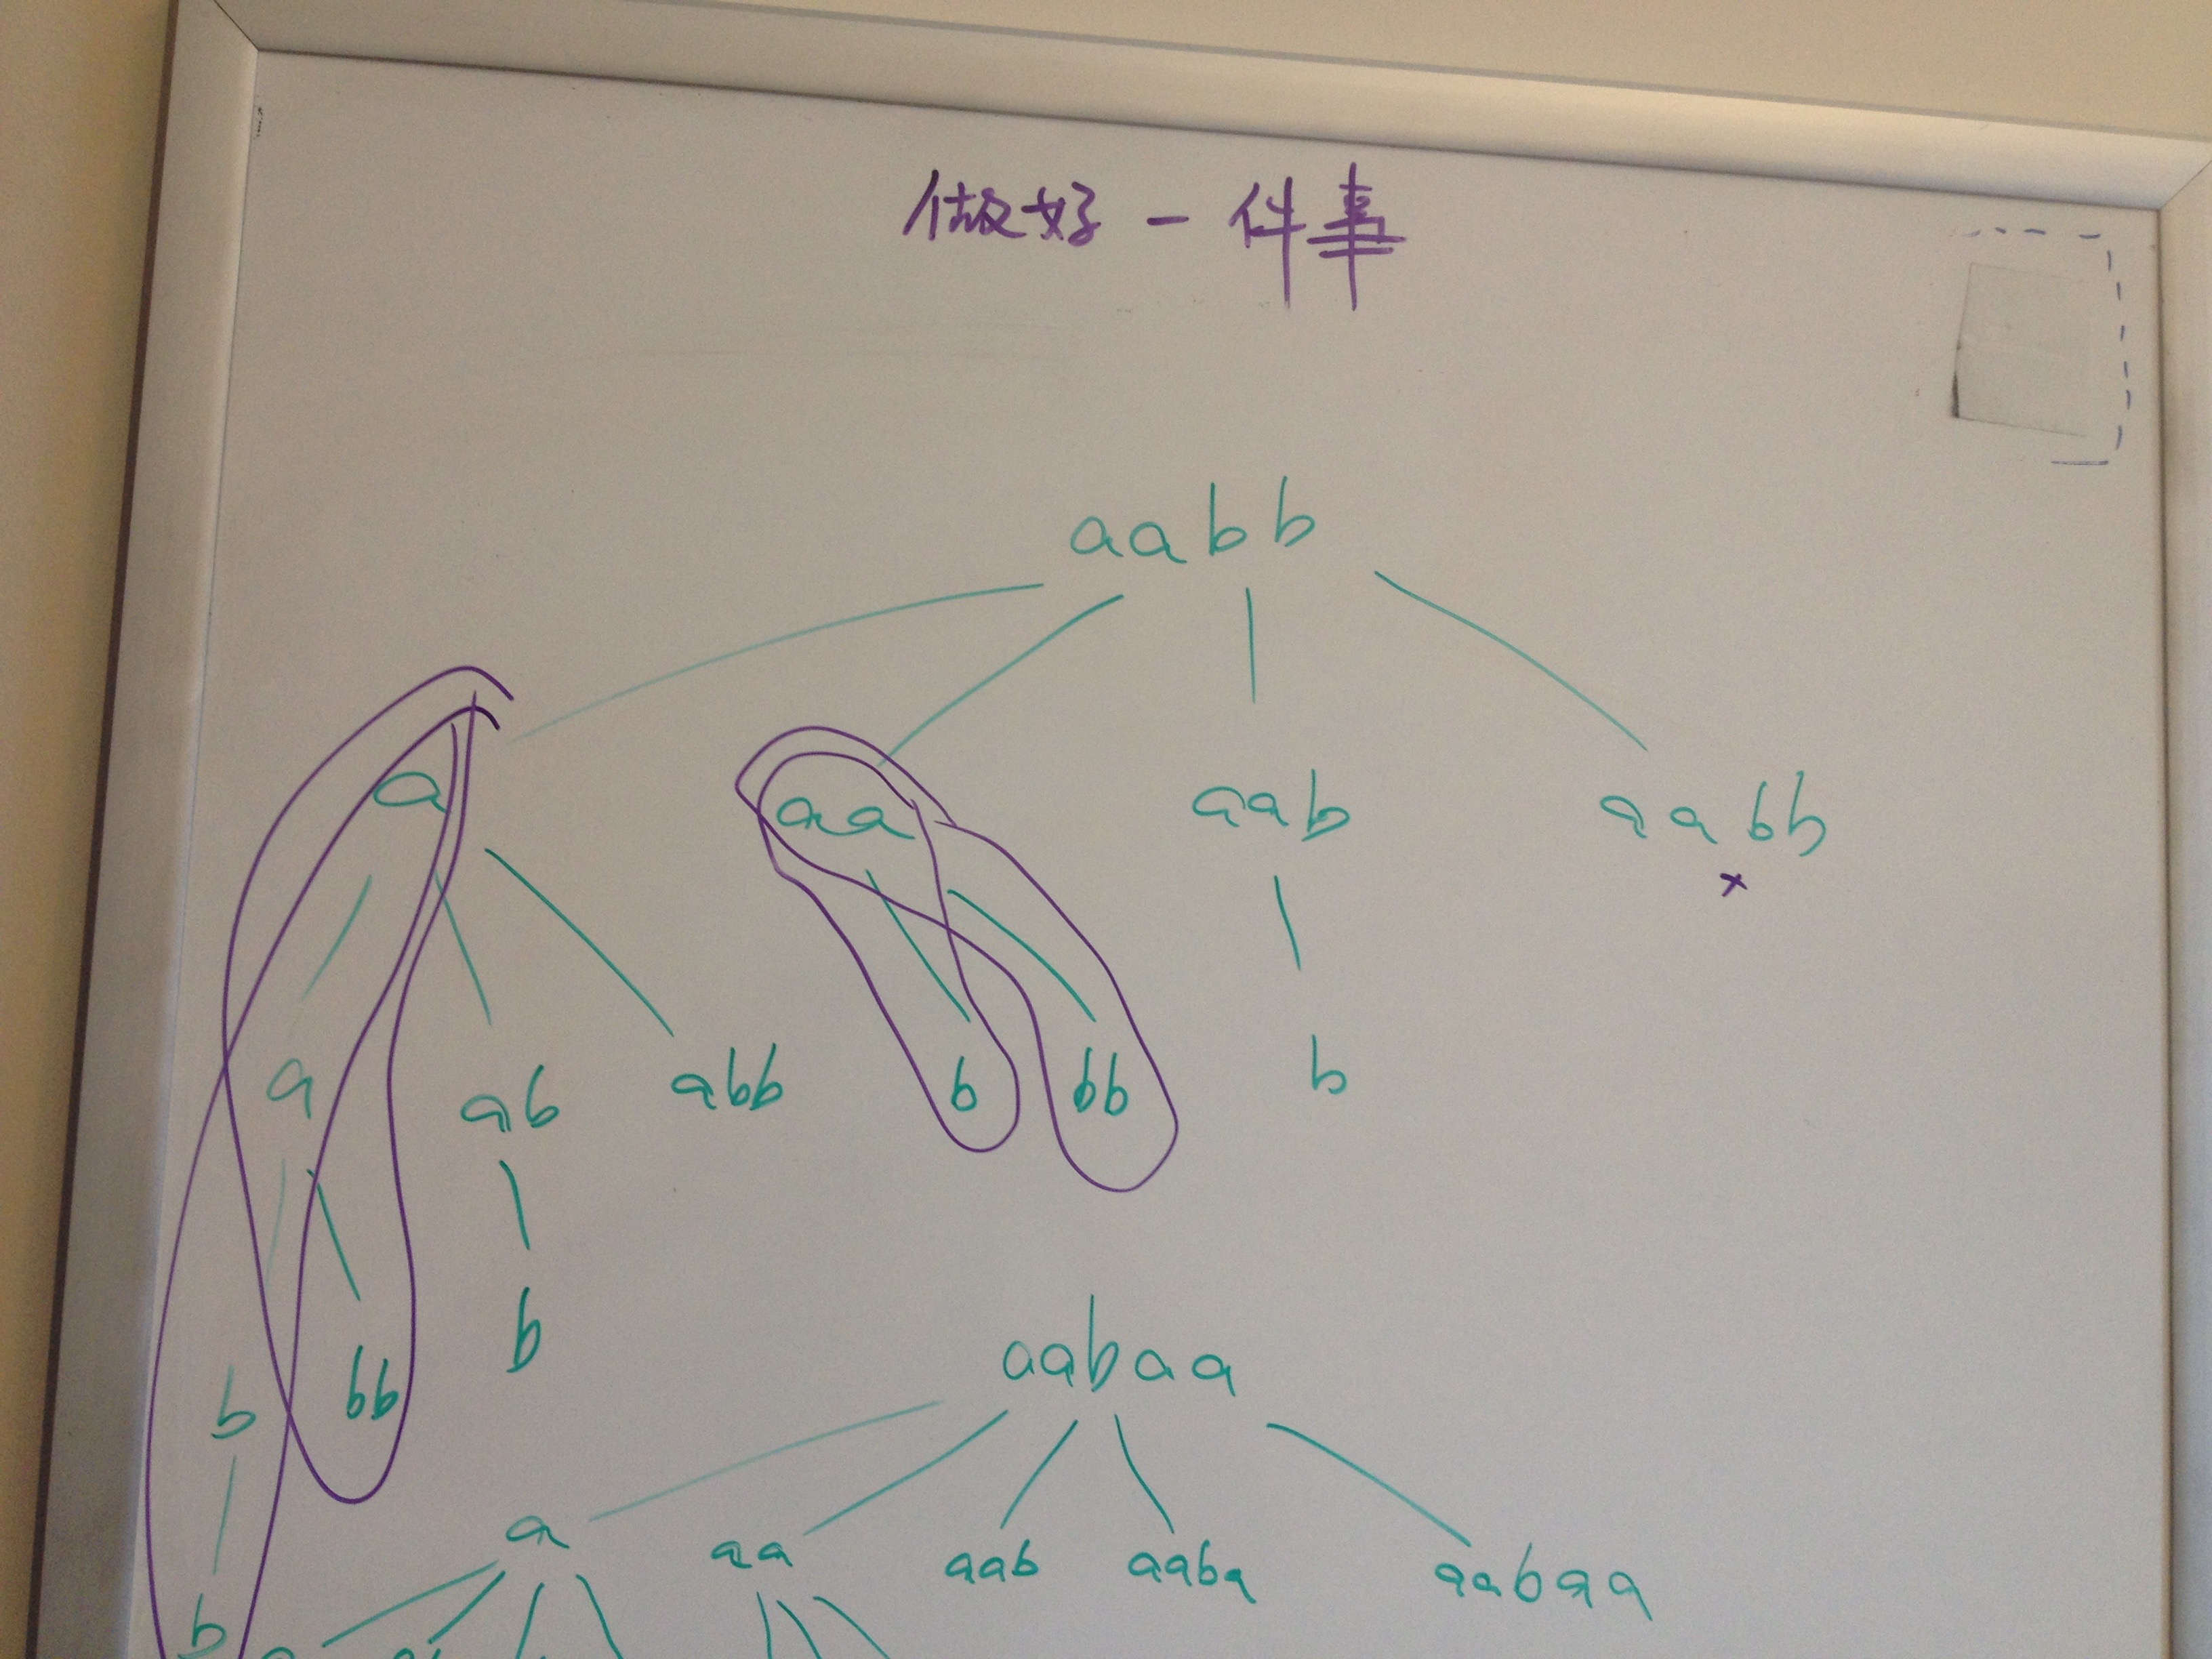 做好一件事
aabb
a aa aab aabb
×
a ab abb b bb b
b bb b
b
aabaa
a aa aab aaba aabaa